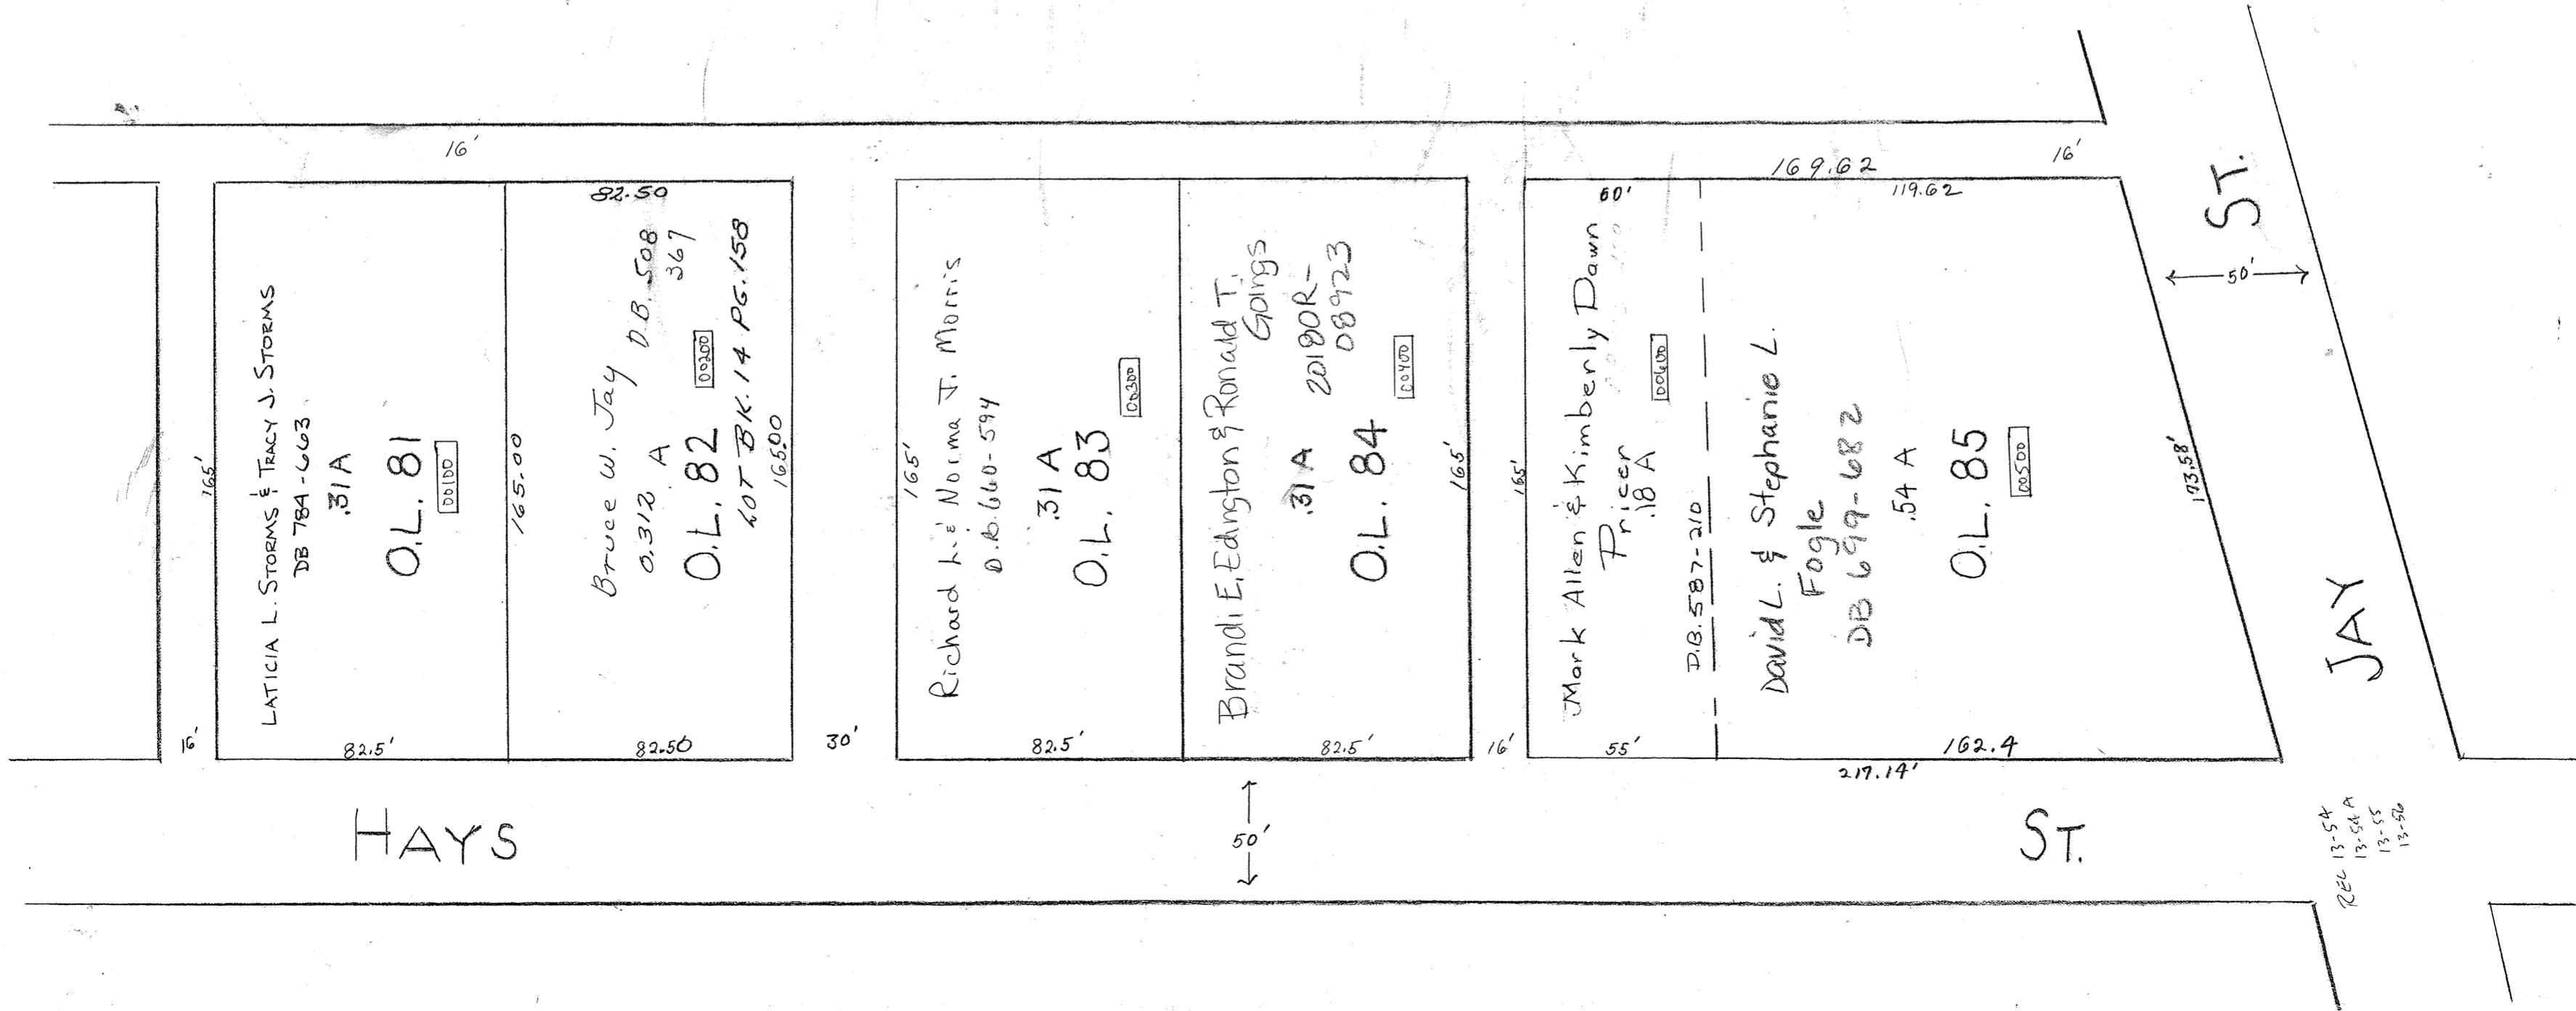 16'
169.62
16'
LATICIA L. STORMS & TRACY J. STORMS
DB 784-663
.31 A
O.L. 81
00100
165'
15'
82.5'
165.00
82.50
Bruce W. Jay D.B. 508
367
0.312 A
O.L. 82
00200
LOT BK. 14 PG. 158
165.00
82.50
30'
165'
Richard L. & Norma J. Morris
D.B. 660-594
.31 A
O.L. 83
00300
82.5'
Brandi E. Edington & Ronald T.
Goings
2018OR-
08923
.31 A
O.L. 84
00400
165'
82.5'
16'
165'
Mark Allen & Kimberly Dawn
Pricer
.18 A
00600
D.B. 587-210
55'
119.62
David L. & Stephanie L.
Fogle
DB 699-682
.54 A
O.L. 85
00500
173.58'
162.4
217.14'
JAY ST.
50'
HAYS ST.
50'
REC 13-54
13-54 A
13-55
13-56